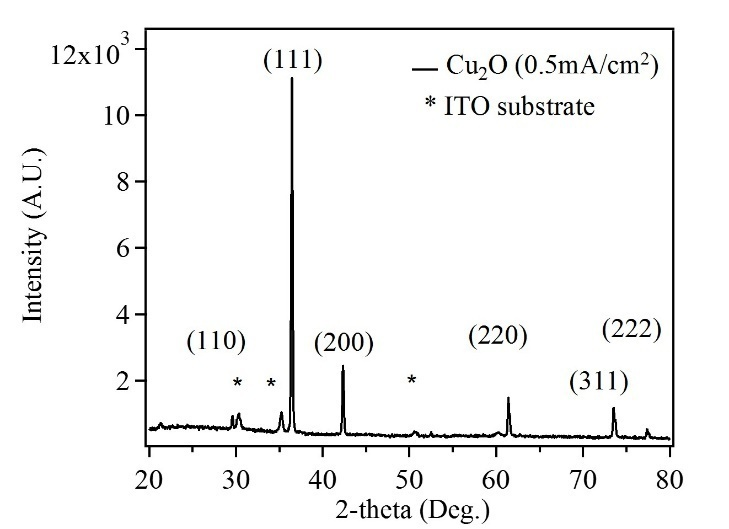 12x10³
10
8
6
4
2
Intensity (A.U.)
(111)
— Cu₂O (0.5mA/cm²)
* ITO substrate
(110)
(200)
(220)
(222)
(311)
* * *
20 30 40 50 60 70 80
2-theta (Deg.)